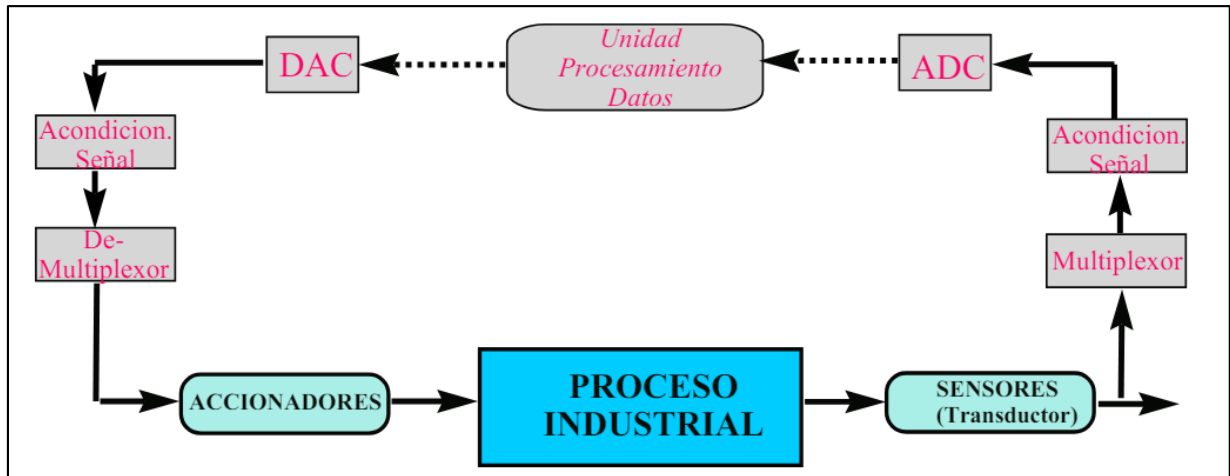 DAC
Unidad
Procesamiento
Datos
ADC
Acondicion.
Señal
Acondicion.
Señal
De-
Multiplexor
Multiplexor
ACCIONADORES
PROCESO
INDUSTRIAL
SENSORES
(Transductor)